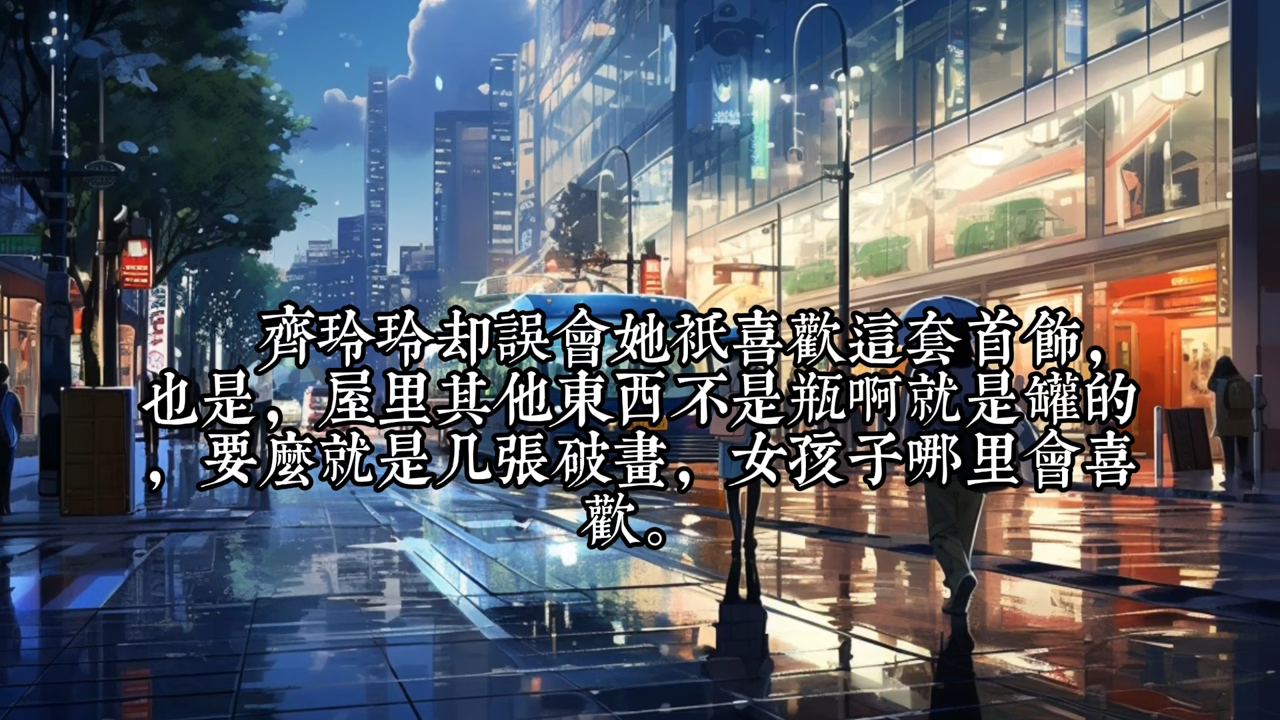 齊玲玲却誤會她衹喜歡這套首飾，
也是，屋里其他東西不是瓶啊就是罐的
，要麼就是几張破畫，女孩子哪里會喜
歡。